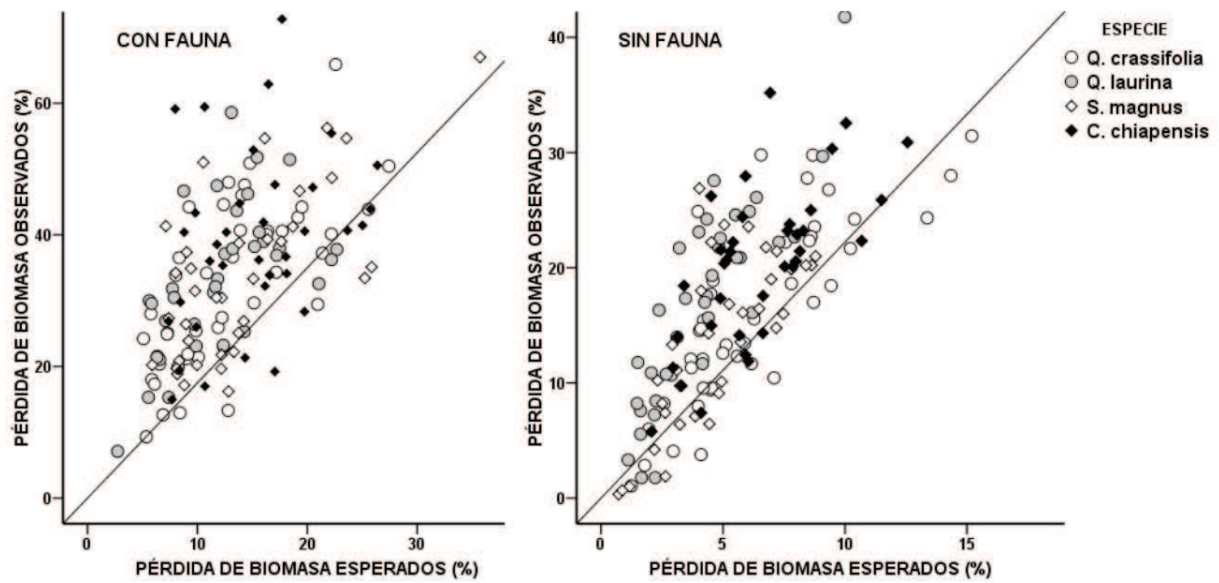 CON FAUNA
PÉRDIDA DE BIOMASA OBSERVADOS (%)
60
40
20
0
0 10 20 30
PÉRDIDA DE BIOMASA ESPERADOS (%)
SIN FAUNA
PÉRDIDA DE BIOMASA OBSERVADOS (%)
40
30
20
10
0
0 5 10 15
PÉRDIDA DE BIOMASA ESPERADOS (%)
ESPECIE
Q. crassifolia
Q. laurina
S. magnus
C. chiapensis